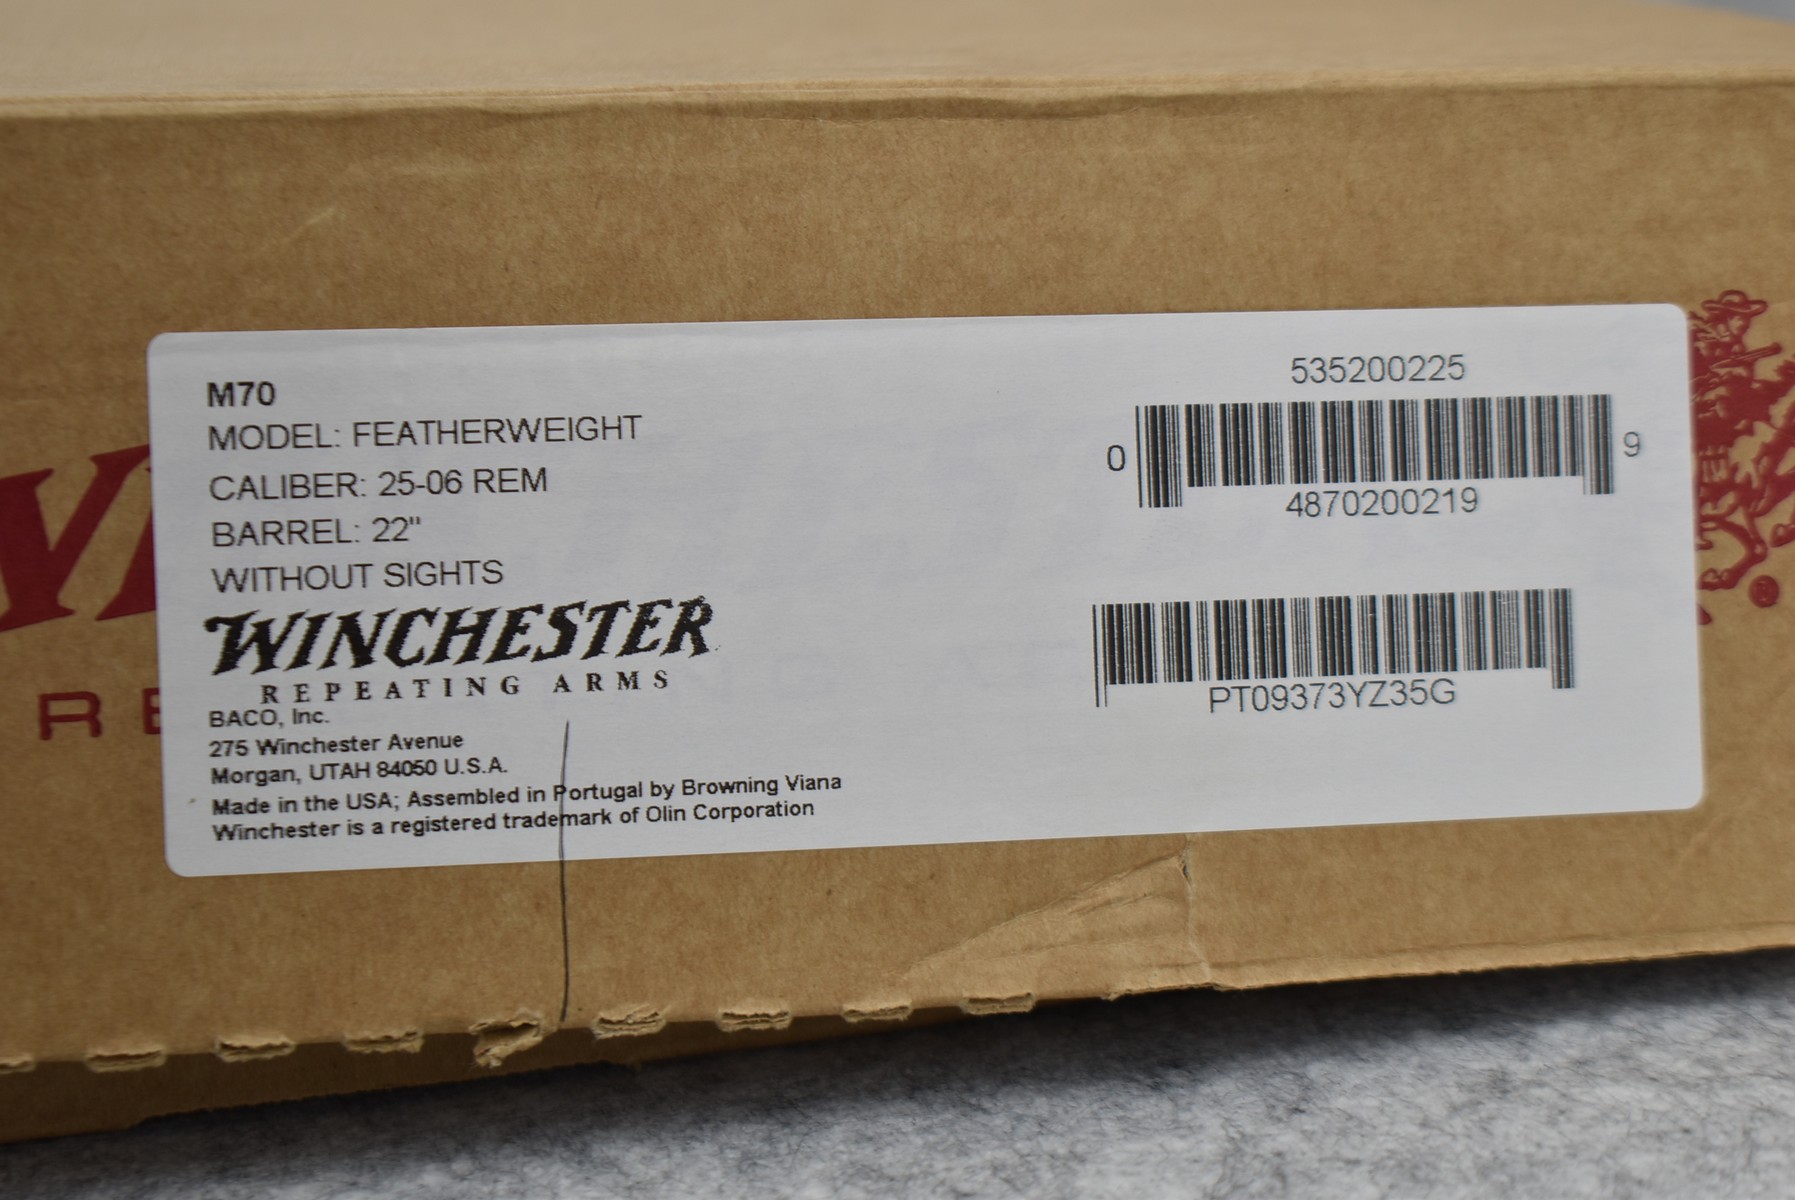 M70
MODEL: FEATHERWEIGHT
CALIBER: 25-06 REM
BARREL: 22"
WITHOUT SIGHTS
WINCHESTER
REPEATING ARMS
BACO, Inc.
275 Winchester Avenue
Morgan, UTAH 84050 U.S.A.
Made in the USA; Assembled in Portugal by Browning Viana
Winchester is a registered trademark of Olin Corporation
535200225
0 4870200219 9
PT09373YZ35G
R
®